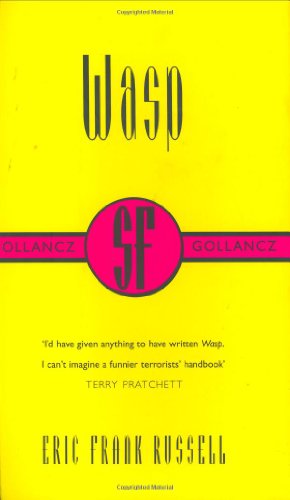 Wasp
OLLANCZ SF GOLLANCZ
'I'd have given anything to have written Wasp.
I can't imagine a funnier terrorists' handbook'
TERRY PRATCHETT
ERIC FRANK RUSSELL